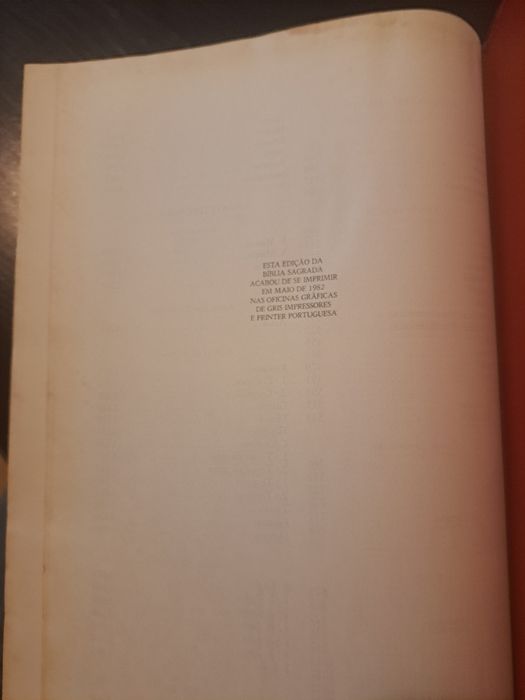 ESTA EDIÇÃO DA
BÍBLIA SAGRADA
ACABOU DE SE IMPRIMIR
EM MAIO DE 1982
NAS OFICINAS GRÁFICAS
DE GRIS IMPRESSORES
E PRINTER PORTUGUESA